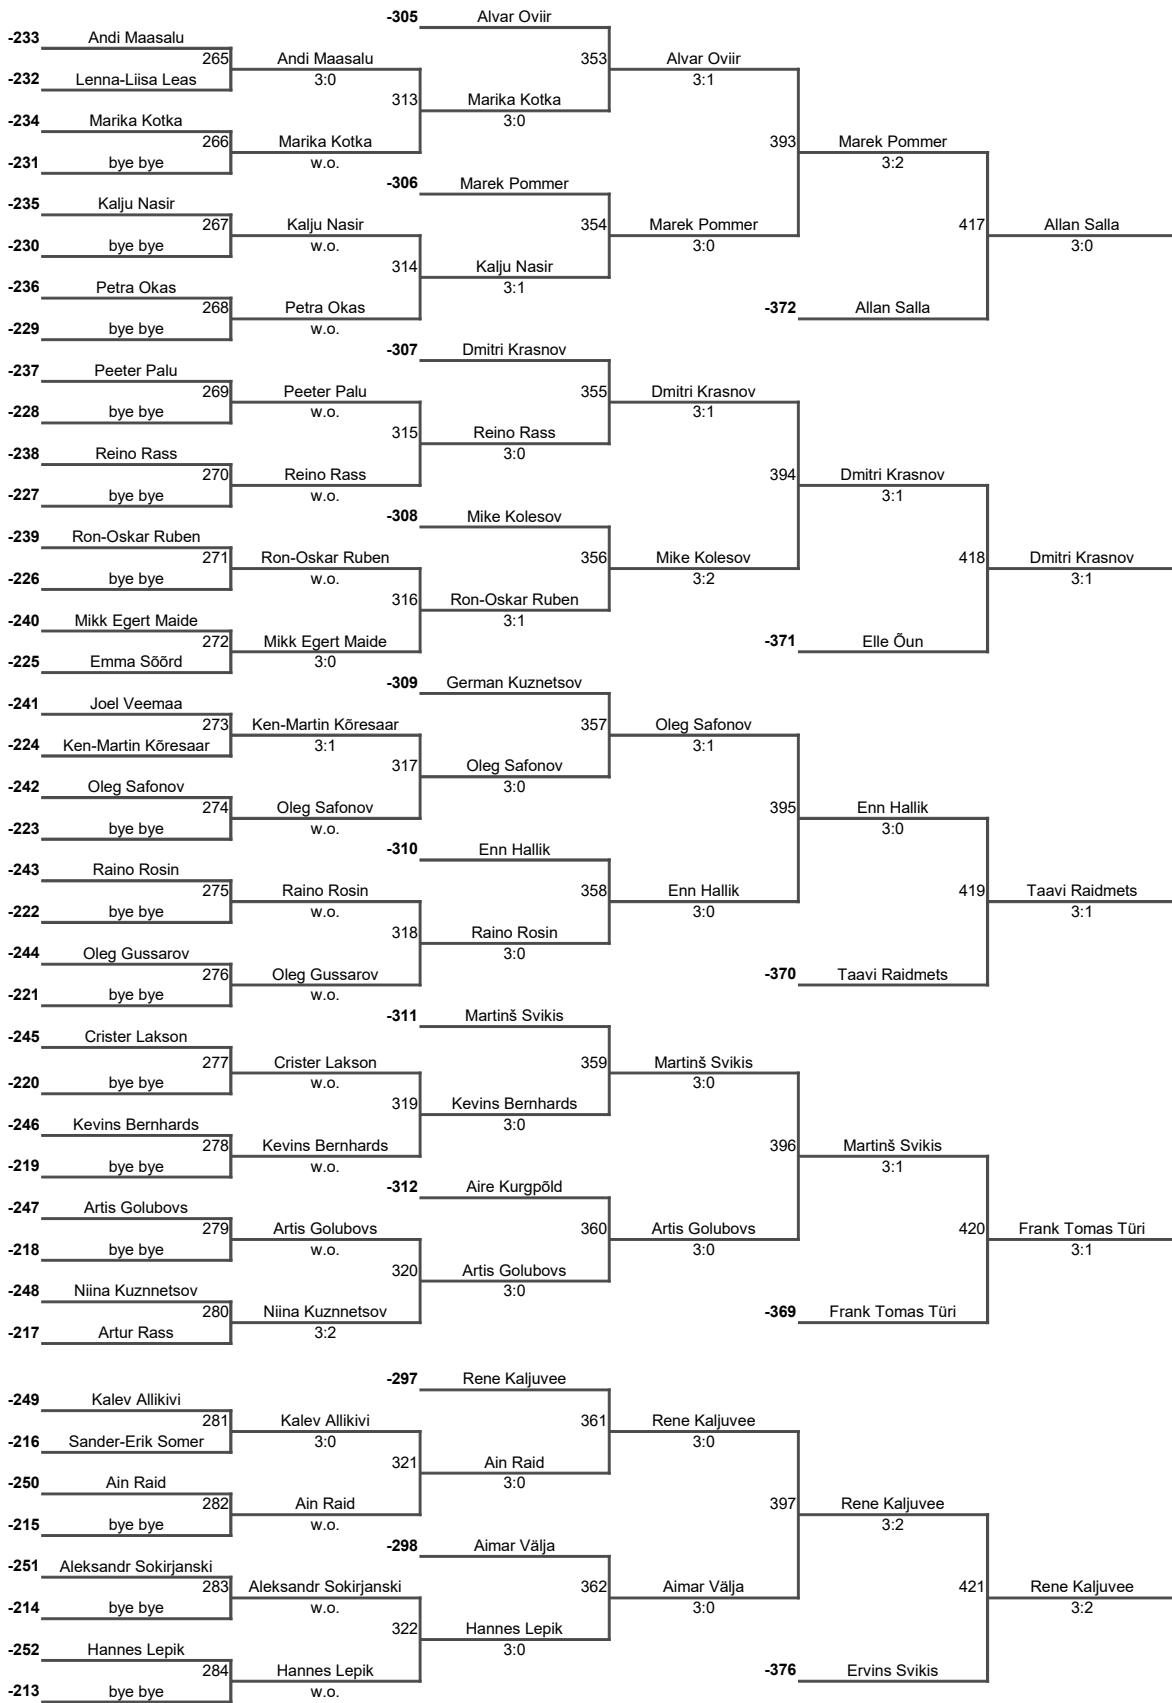 -305 Alvar Oviir
-233 Andi Maasalu
265 Andi Maasalu 353 Alvar Oviir
-232 Lenna-Liisa Leas 3:0 3:1
313 Marika Kotka
-234 Marika Kotka 3:0
266 Marika Kotka 393 Marek Pommer
-231 bye bye w.o. 3:2
-306 Marek Pommer
-235 Kalju Nasir
267 Kalju Nasir 354 Marek Pommer 417 Allan Salla
-230 bye bye w.o. 3:0 3:0
314 Kalju Nasir
-236 Petra Okas 3:1
268 Petra Okas -372 Allan Salla
-229 bye bye w.o.
-307 Dmitri Krasnov
-237 Peeter Palu
269 Peeter Palu 355 Dmitri Krasnov
-228 bye bye w.o. 3:1
315 Reino Rass
-238 Reino Rass 3:0
270 Reino Rass 394 Dmitri Krasnov
-227 bye bye w.o. 3:1
-308 Mike Kolesov
-239 Ron-Oskar Ruben
271 Ron-Oskar Ruben 356 Mike Kolesov 418 Dmitri Krasnov
-226 bye bye w.o. 3:2 3:1
316 Ron-Oskar Ruben
-240 Mikk Egert Maide 3:1
272 Mikk Egert Maide -371 Elle Õun
-225 Emma Sõõrd 3:0
-309 German Kuznetsov
-241 Joel Veemaa
273 Ken-Martin Kõresaar 357 Oleg Safonov
-224 Ken-Martin Kõresaar 3:1 3:1
317 Oleg Safonov
-242 Oleg Safonov 3:0
274 Oleg Safonov 395 Enn Hallik
-223 bye bye w.o. 3:0
-310 Enn Hallik
-243 Raino Rosin
275 Raino Rosin 358 Enn Hallik 419 Taavi Raidmets
-222 bye bye w.o. 3:0 3:1
318 Raino Rosin
-244 Oleg Gussarov 3:0
276 Oleg Gussarov -370 Taavi Raidmets
-221 bye bye w.o.
-311 Martinš Svikis
-245 Crister Lakson
277 Crister Lakson 359 Martinš Svikis
-220 bye bye w.o. 3:0
319 Kevins Bernhards
-246 Kevins Bernhards 3:0
278 Kevins Bernhards 396 Martinš Svikis
-219 bye bye w.o. 3:1
-312 Aire Kurgpõld
-247 Artis Golubovs
279 Artis Golubovs 360 Artis Golubovs 420 Frank Tomas Türi
-218 bye bye w.o. 3:0 3:1
320 Artis Golubovs
-248 Niina Kuznnetsov 3:0
280 Niina Kuznnetsov -369 Frank Tomas Türi
-217 Artur Rass 3:2
-297 Rene Kaljuvee
-249 Kalev Allikivi
281 Kalev Allikivi 361 Rene Kaljuvee
-216 Sander-Erik Somer 3:0 3:0
321 Ain Raid
-250 Ain Raid 3:0
282 Ain Raid 397 Rene Kaljuvee
-215 bye bye w.o. 3:2
-298 Aimar Välja
-251 Aleksandr Sokirjanski
283 Aleksandr Sokirjanski 362 Aimar Välja 421 Rene Kaljuvee
-214 bye bye w.o. 3:0 3:2
322 Hannes Lepik
-252 Hannes Lepik 3:0
284 Hannes Lepik -376 Ervins Svikis
-213 bye bye w.o.